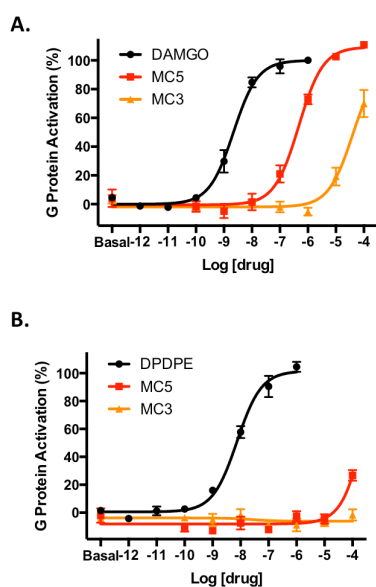 A.
DAMGO
MC5
MC3
G Protein Activation (%)
100
80
60
40
20
0
Basal -12 -11 -10 -9 -8 -7 -6 -5 -4
Log [drug]
B.
DPDPE
MC5
MC3
G Protein Activation (%)
100
80
60
40
20
0
Basal -12 -11 -10 -9 -8 -7 -6 -5 -4
Log [drug]